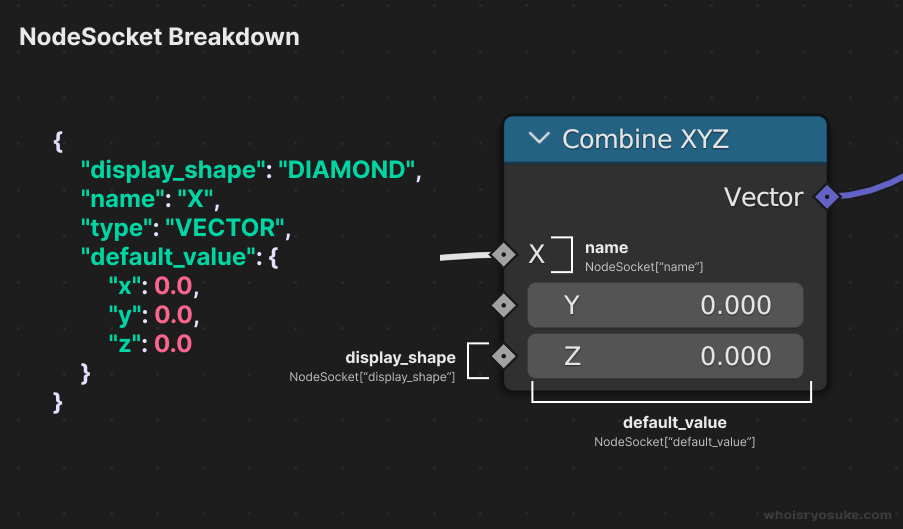 NodeSocket Breakdown
{
"display_shape": "DIAMOND",
"name": "X",
"type": "VECTOR",
"default_value": {
"x": 0.0,
"y": 0.0,
"z": 0.0
}
}
Combine XYZ
Vector
X
name
NodeSocket["name"]
Y 0.000
Z 0.000
display_shape
NodeSocket["display_shape"]
default_value
NodeSocket["default_value"]
whoisryosuke.com